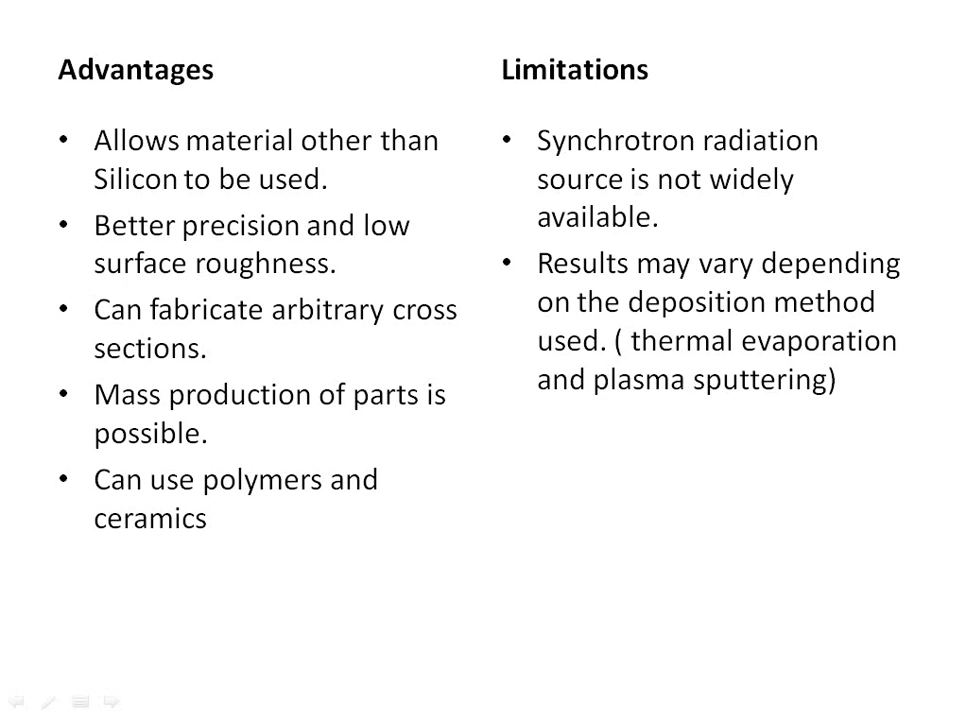 Advantages
• Allows material other than
Silicon to be used.
• Better precision and low
surface roughness.
• Can fabricate arbitrary cross
sections.
• Mass production of parts is
possible.
• Can use polymers and
ceramics
Limitations
• Synchrotron radiation
source is not widely
available.
• Results may vary depending
on the deposition method
used. ( thermal evaporation
and plasma sputtering)